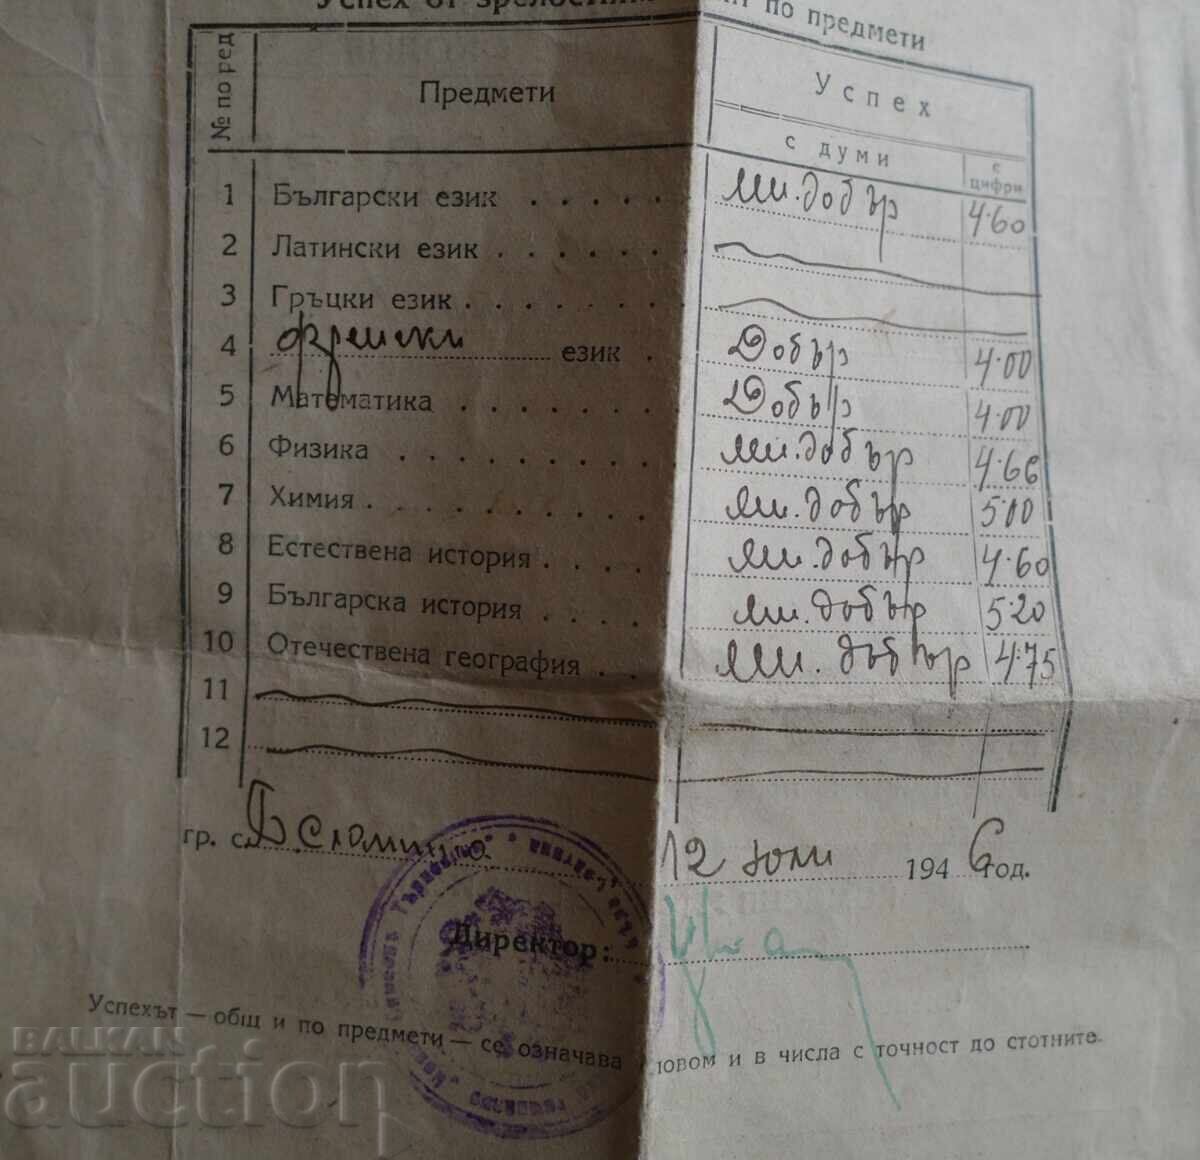 Успех от по предмети
№ по ред Предмети Успех
с думи с цифри
1 Български език мн. добър 4·60
2 Латински език
3 Гръцки език
4 френски език Добър 4·00
5 Математика Добър 4·00
6 Физика мн. добър 4·66
7 Химия мн. добър 5·00
8 Естествена история мн. добър 4·60
9 Българска история мн. добър 5·20
10 Отечествена география мн. добър 4·75
11
12
гр. с. 12 юли 1946 год.
Директор:
Успехът — общ и по предмети — се означава словом и в числа с точност до стотните.
BALKAN
auction